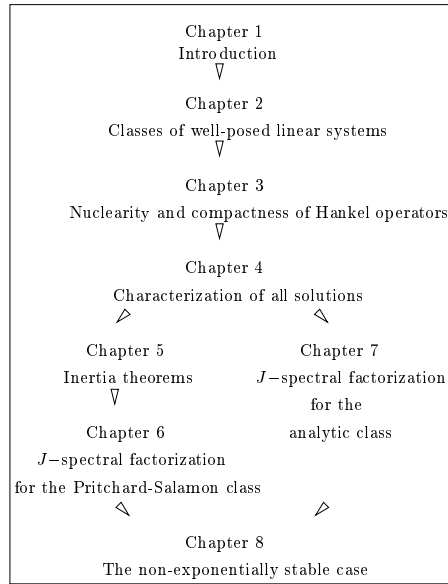 Chapter 1
Introduction
Chapter 2
Classes of well-posed linear systems
Chapter 3
Nuclearity and compactness of Hankel operators
Chapter 4
Characterization of all solutions
Chapter 5
Inertia theorems
Chapter 6
J−spectral factorization
for the Pritchard-Salamon class
Chapter 7
J−spectral factorization
for the
analytic class
Chapter 8
The non-exponentially stable case